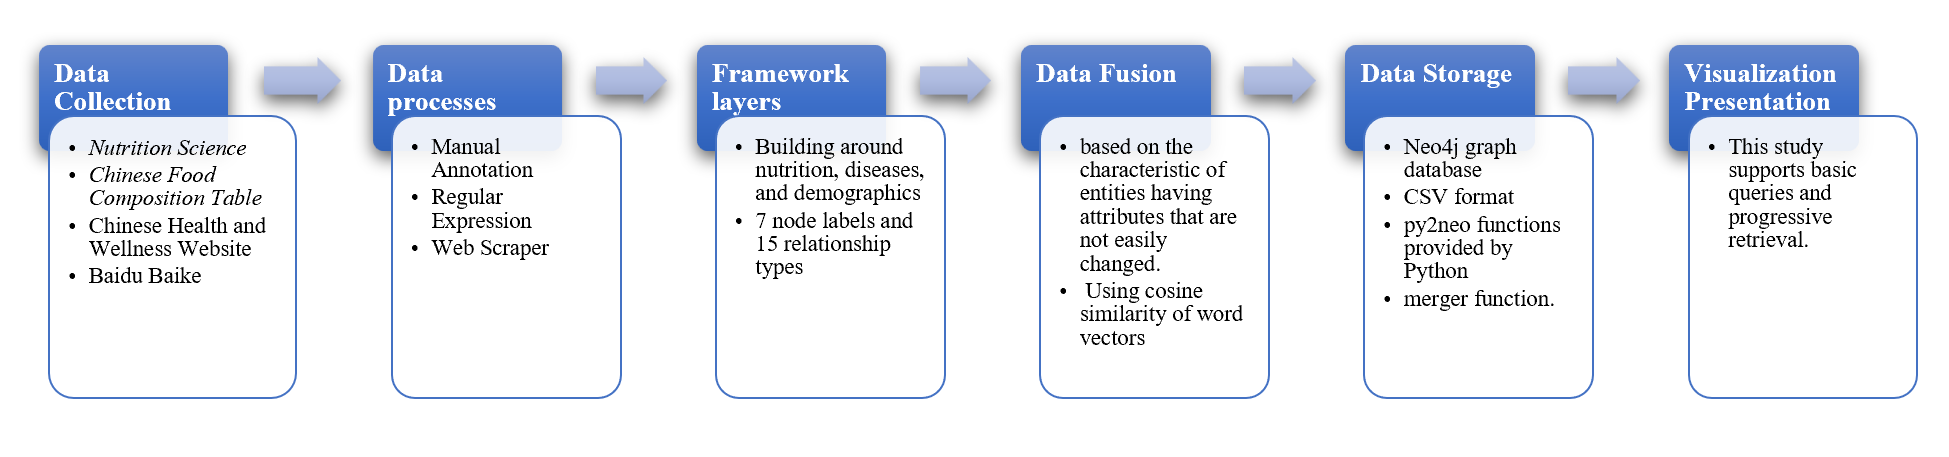 Data
Collection
• Nutrition Science
• Chinese Food
Composition Table
• Chinese Health and
Wellness Website
• Baidu Baike
Data
processes
• Manual
Annotation
• Regular
Expression
• Web Scraper
Framework
layers
• Building around
nutrition, diseases,
and demographics
• 7 node labels and
15 relationship
types
Data Fusion
• based on the
characteristic of
entities having
attributes that are
not easily
changed.
• Using cosine
similarity of word
vectors
Data Storage
• Neo4j graph
database
• CSV format
• py2neo functions
provided by
Python
• merger function.
Visualization
Presentation
• This study
supports basic
queries and
progressive
retrieval.